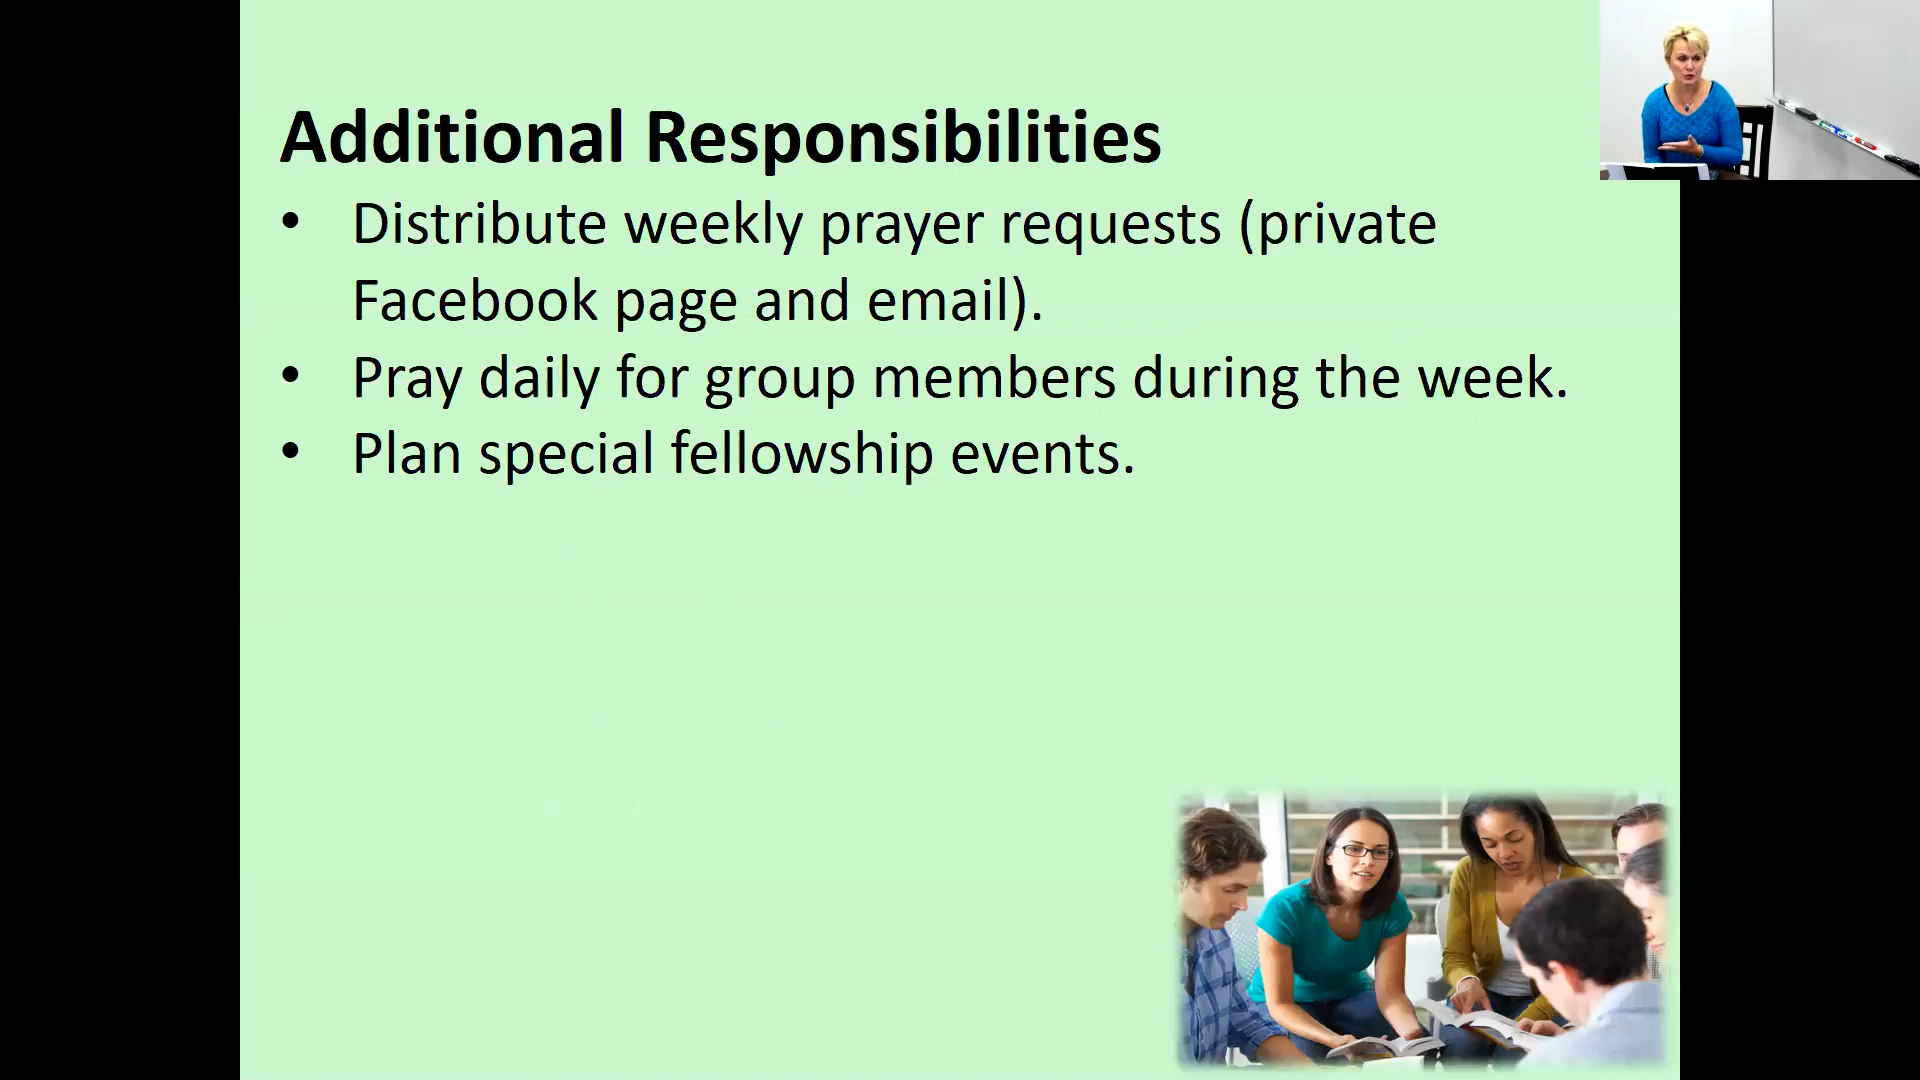 Additional Responsibilities
• Distribute weekly prayer requests (private
Facebook page and email).
• Pray daily for group members during the week.
• Plan special fellowship events.